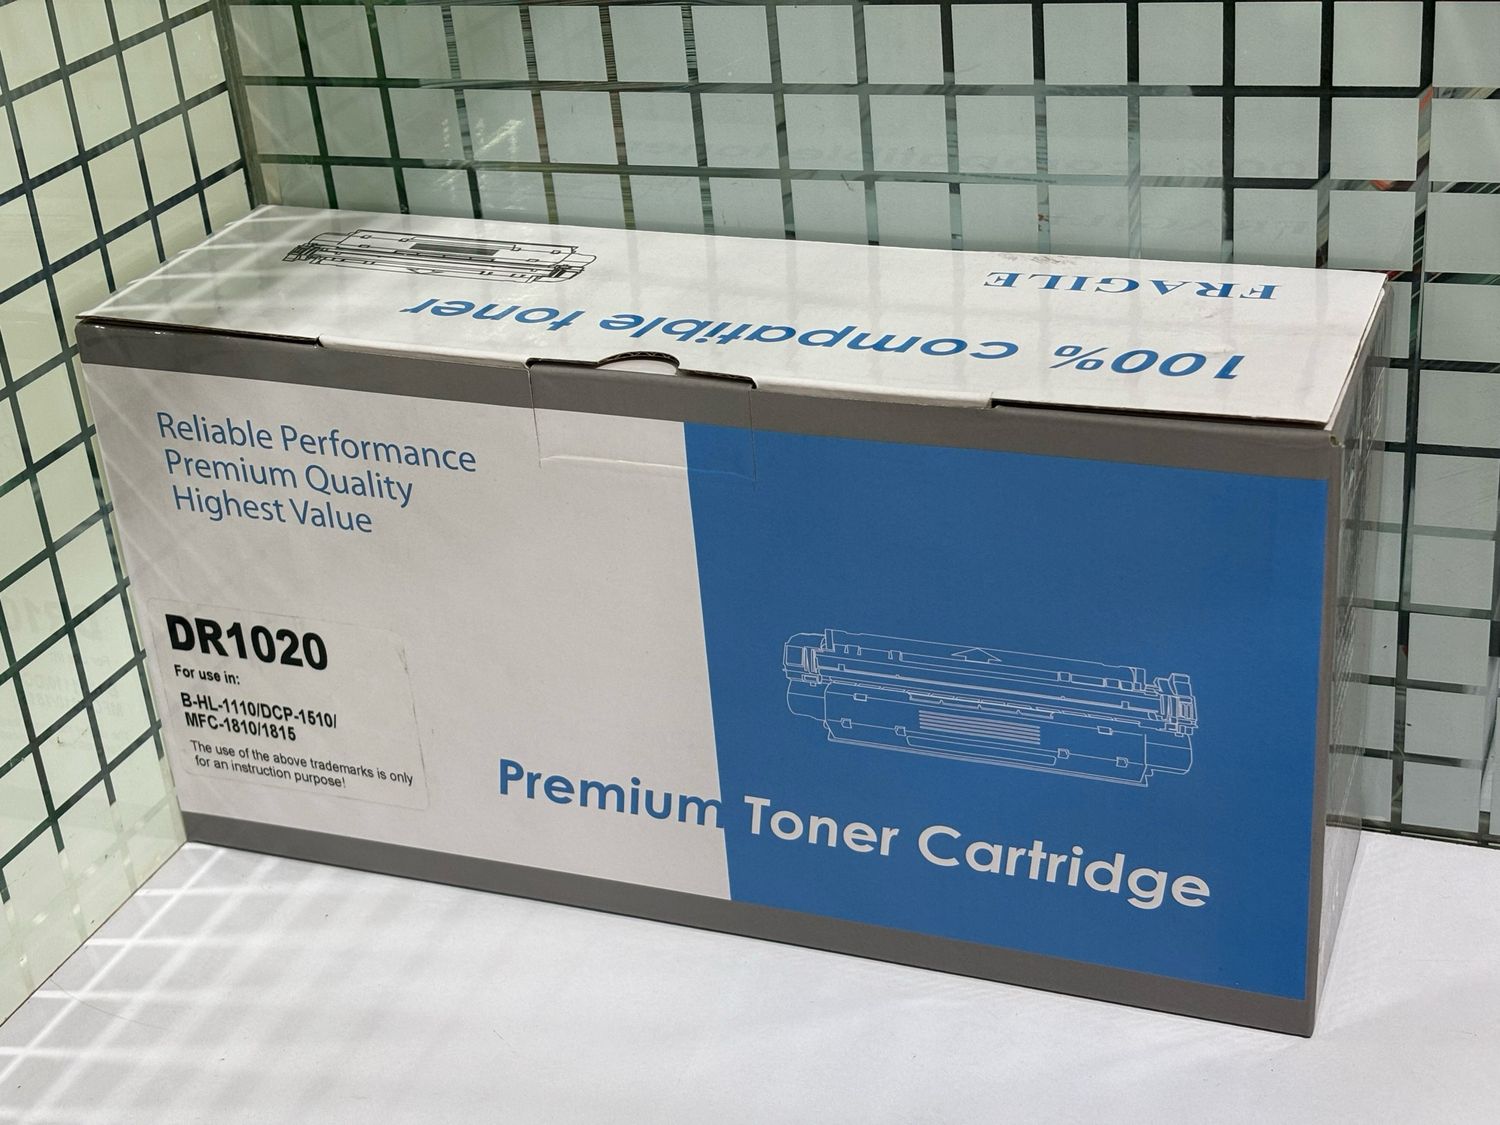 FRAGILE
100% compatible toner
Reliable Performance
Premium Quality
Highest Value
DR1020
For use in:
B-HL-1110/DCP-1510/
MFC-1810/1815
The use of the above trademarks is only
for an instruction purpose!
Premium Toner Cartridge